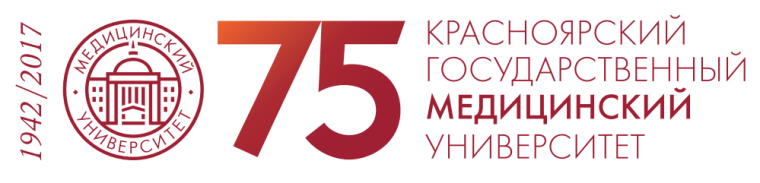 1942/2017
МЕДИЦИНСКИЙ
УНИВЕРСИТЕТ
75
КРАСНОЯРСКИЙ
ГОСУДАРСТВЕННЫЙ
МЕДИЦИНСКИЙ
УНИВЕРСИТЕТ